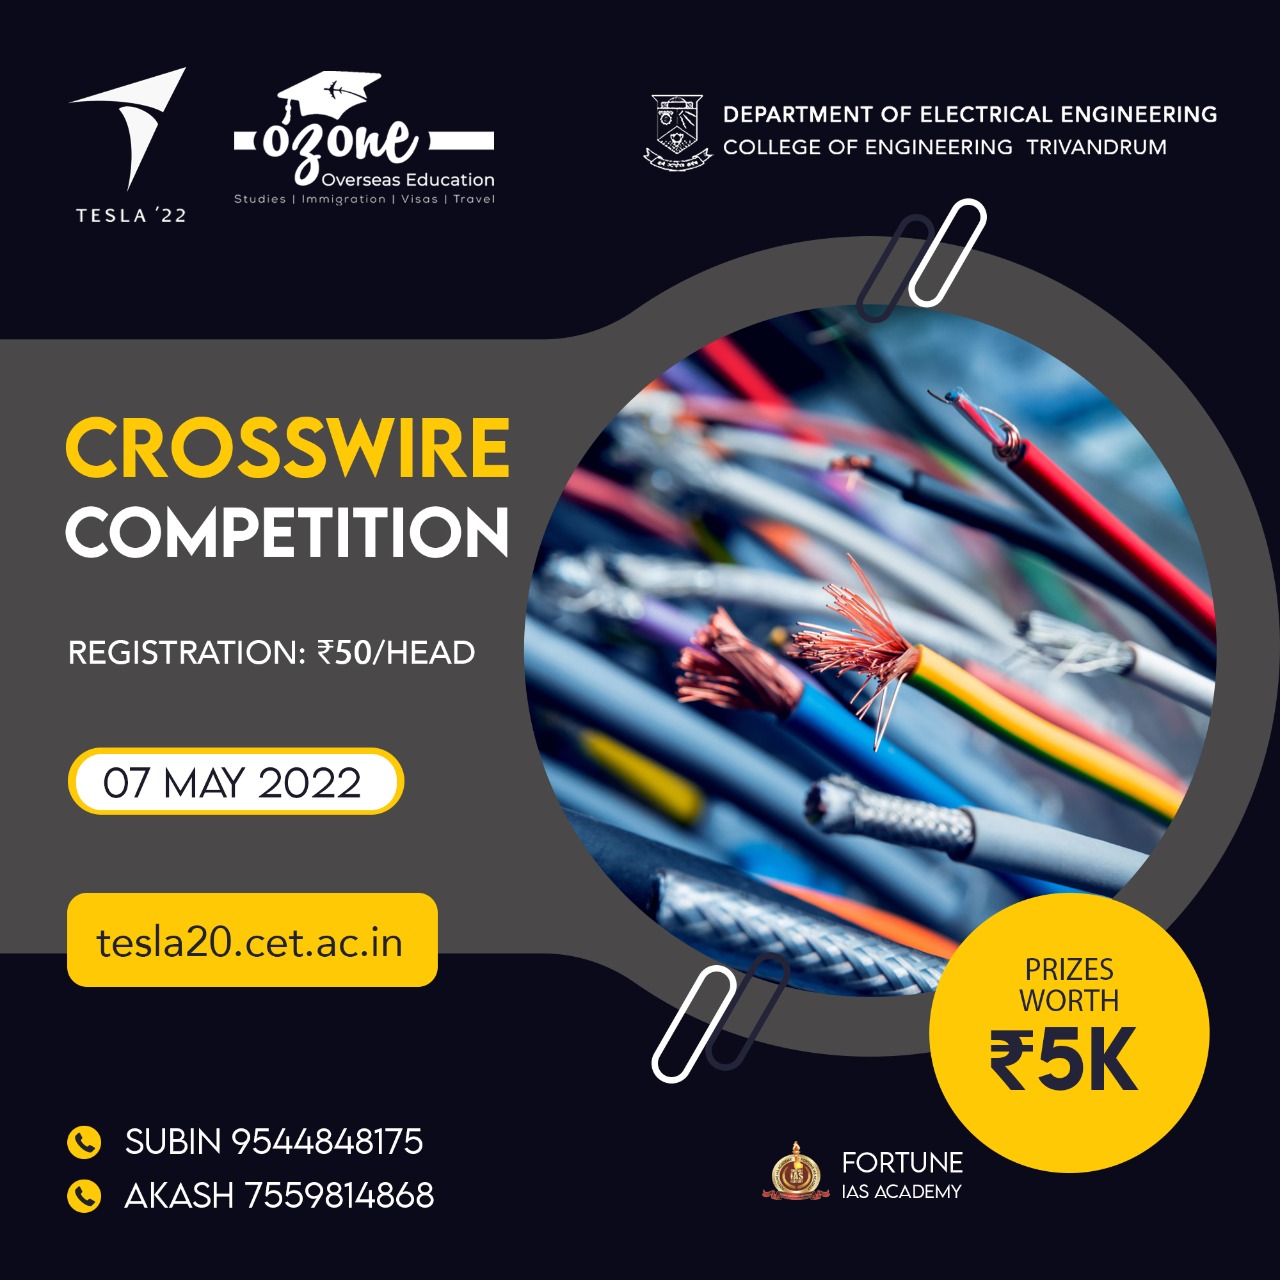 TESLA '22
ozone
Overseas Education
Studies | Immigration | Visas | Travel
DEPARTMENT OF ELECTRICAL ENGINEERING
COLLEGE OF ENGINEERING TRIVANDRUM
CROSSWIRE
COMPETITION
REGISTRATION: ₹50/HEAD
07 MAY 2022
tesla20.cet.ac.in
PRIZES
WORTH
₹5K
SUBIN 9544848175
AKASH 7559814868
FORTUNE
IAS ACADEMY